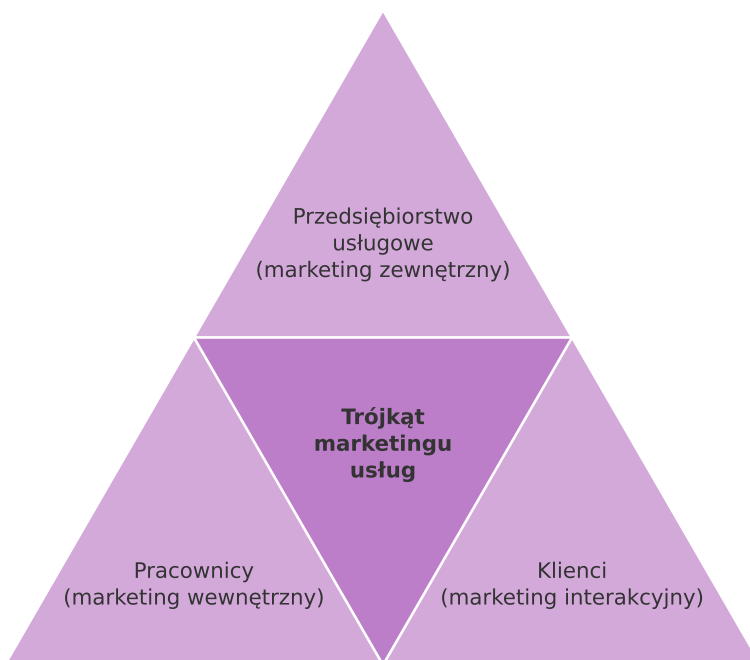 Przedsiębiorstwo
usługowe
(marketing zewnętrzny)
Trójkąt
marketingu
usług
Pracownicy
(marketing wewnętrzny)
Klienci
(marketing interakcyjny)